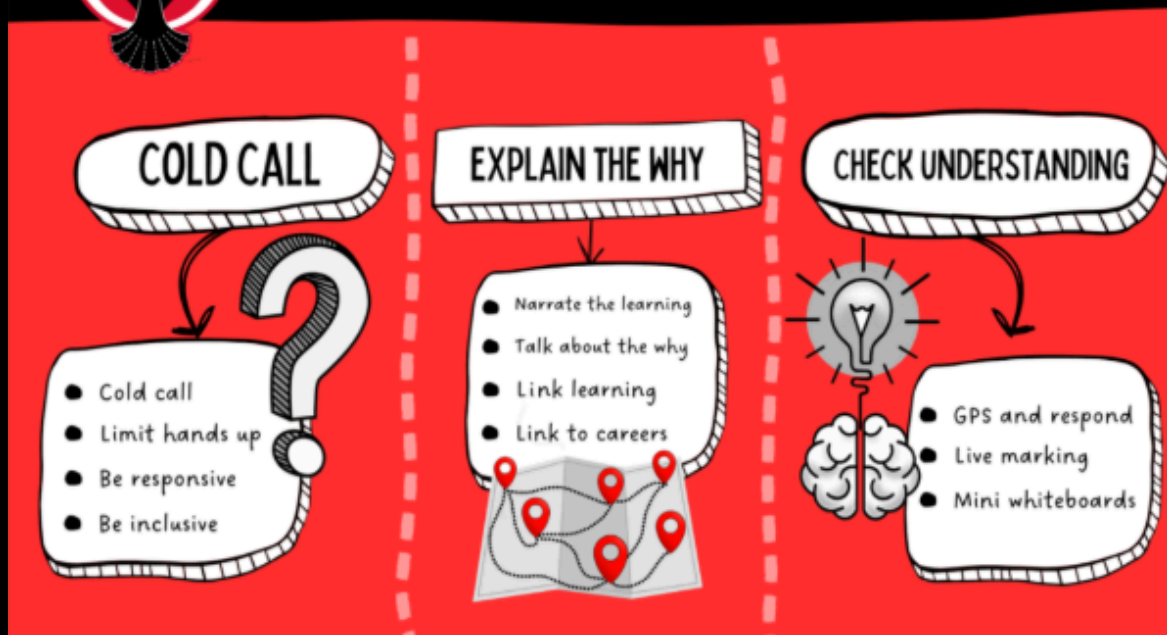 COLD CALL
Cold call
Limit hands up
Be responsive
Be inclusive
EXPLAIN THE WHY
Narrate the learning
Talk about the why
Link learning
Link to careers
CHECK UNDERSTANDING
GPS and respond
Live marking
Mini whiteboards